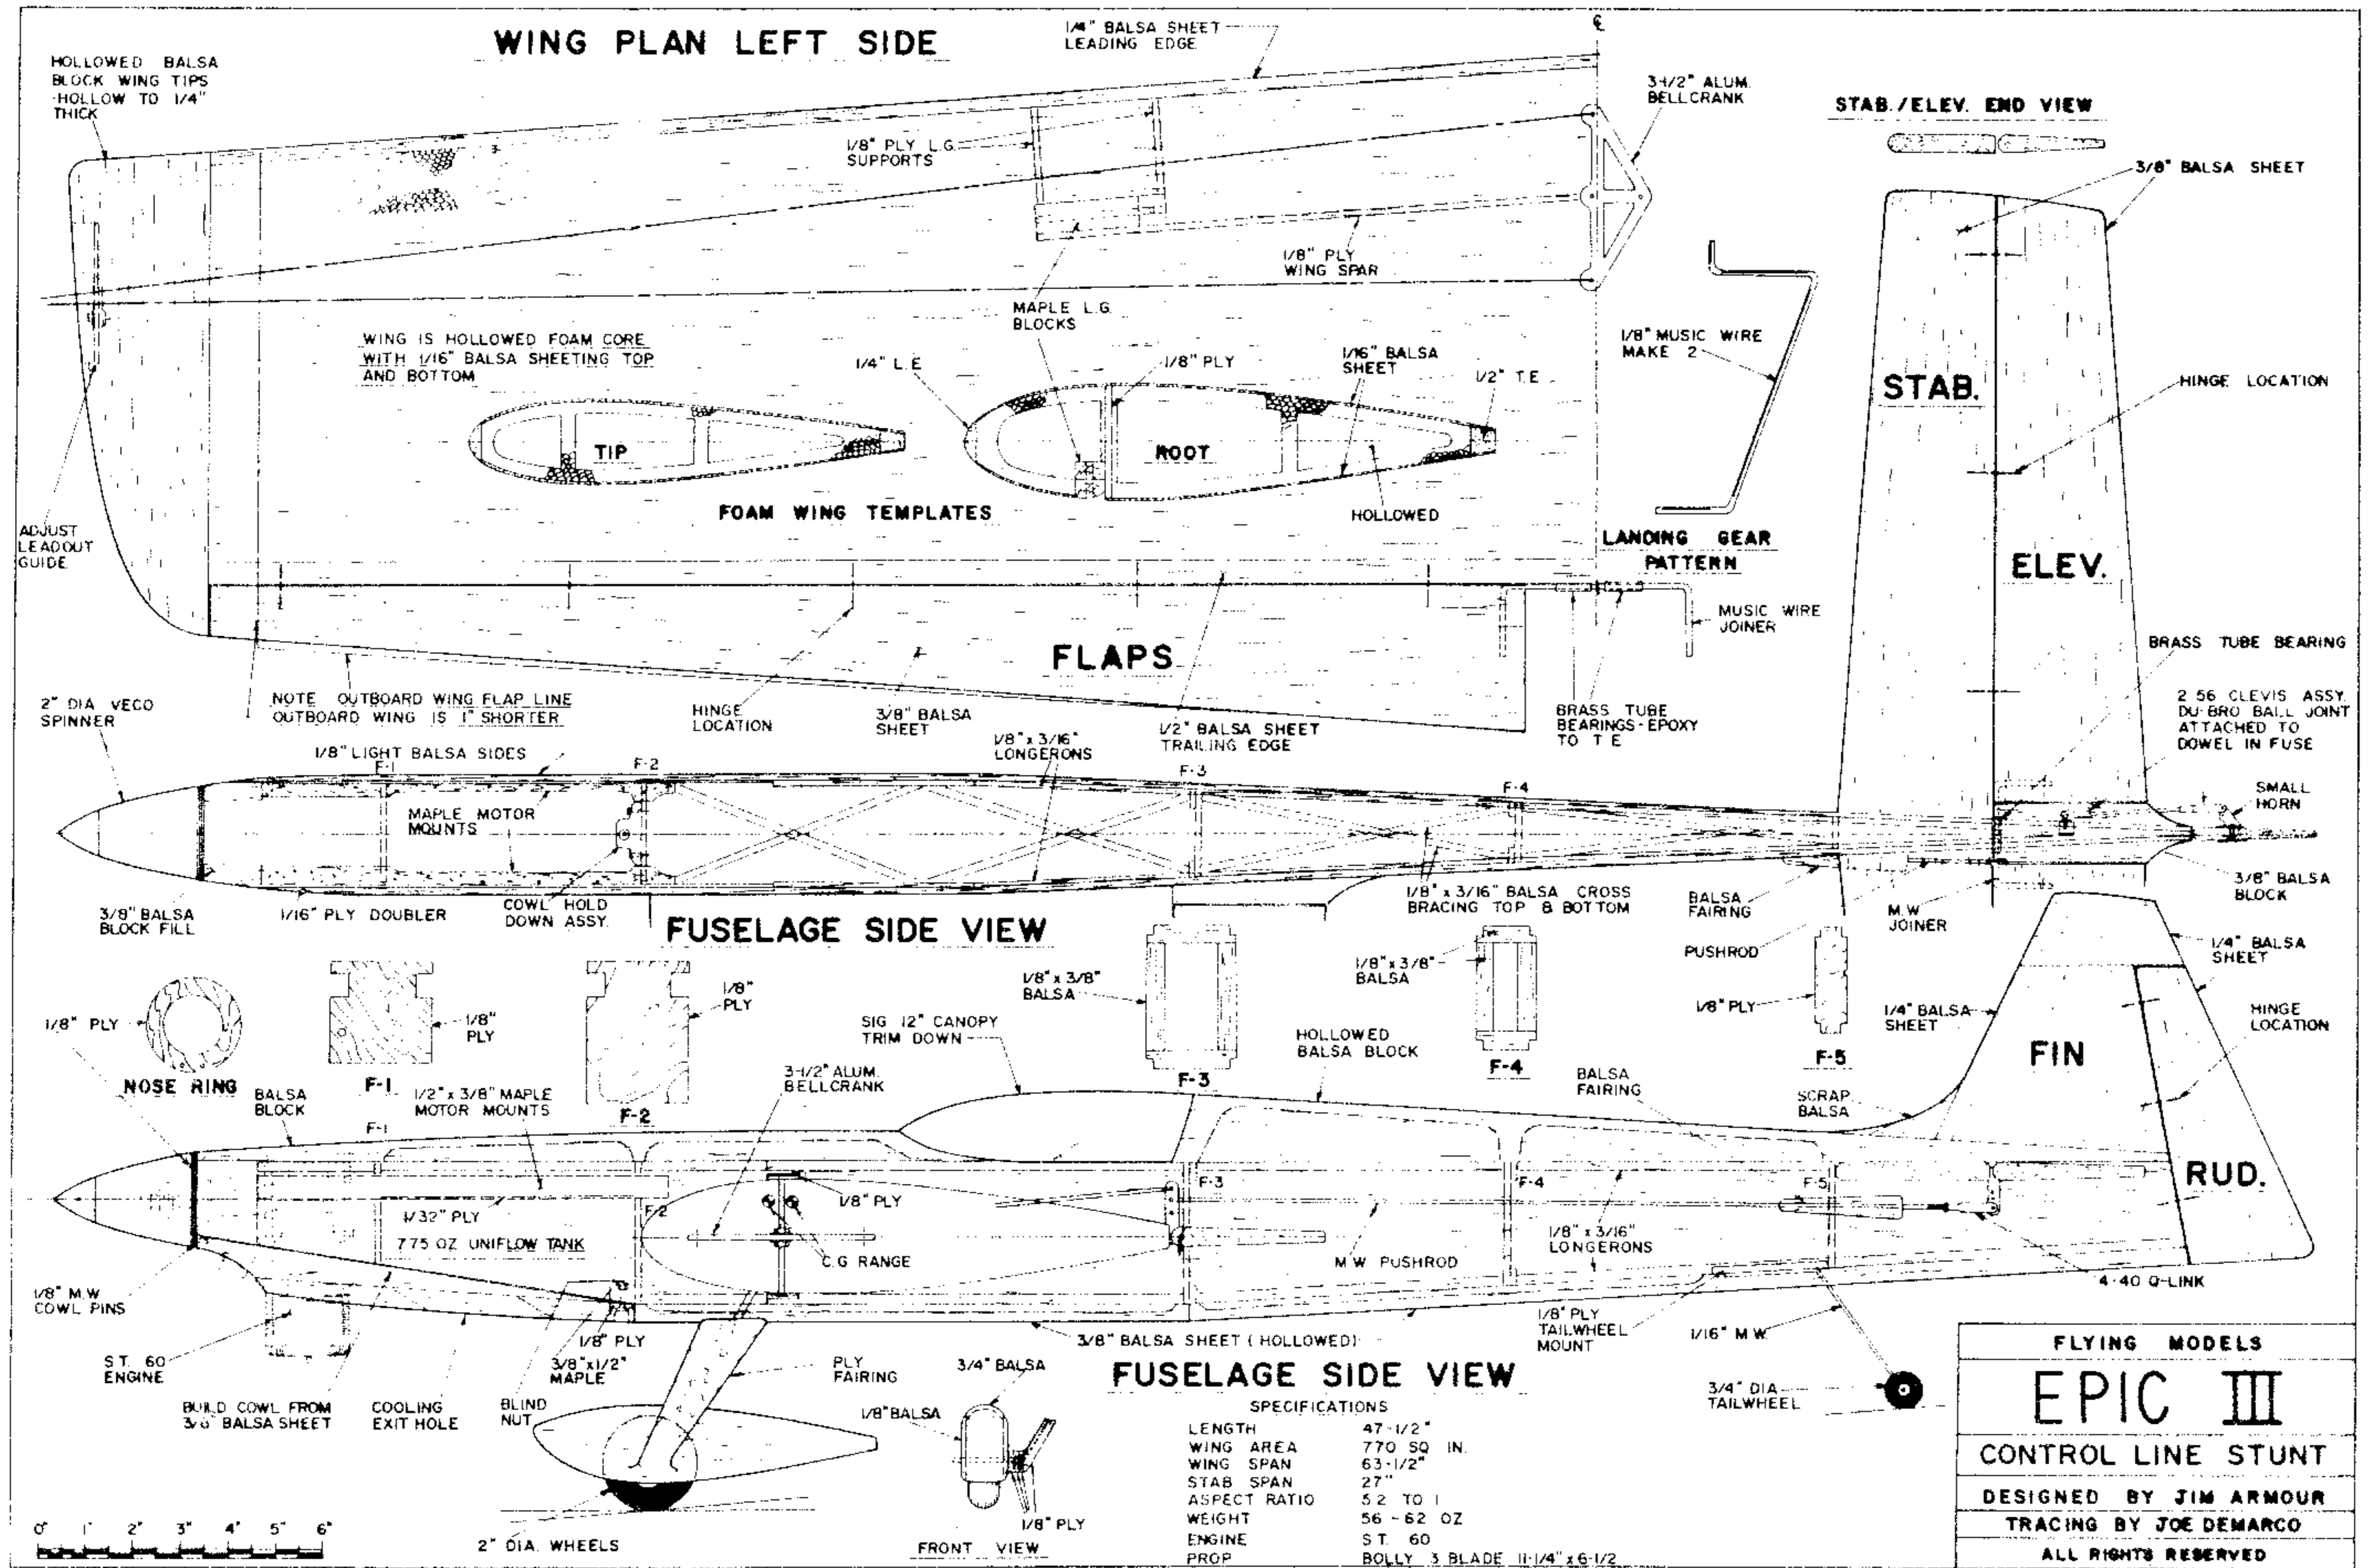 WING PLAN LEFT SIDE
1/4" BALSA SHEET
LEADING EDGE
HOLLOWED BALSA
BLOCK WING TIPS
-HOLLOW TO 1/4"
THICK
3-1/2" ALUM.
BELLCRANK
STAB./ELEV. END VIEW
3/8" BALSA SHEET
1/8" PLY L.G.
SUPPORTS
1/8" PLY
WING SPAR
MAPLE L.G.
BLOCKS
WING IS HOLLOWED FOAM CORE
WITH 1/16" BALSA SHEETING TOP
AND BOTTOM
1/4" L.E
1/8" PLY
1/16" BALSA
SHEET
1/2" T.E
1/8" MUSIC WIRE
MAKE 2
STAB.
HINGE LOCATION
TIP
ROOT
FOAM WING TEMPLATES
HOLLOWED
ADJUST
LEADOUT
GUIDE
LANDING GEAR
PATTERN
ELEV.
MUSIC WIRE
JOINER
FLAPS
BRASS TUBE BEARING
2" DIA VECO
SPINNER
NOTE OUTBOARD WING FLAP LINE
OUTBOARD WING IS 1" SHORTER
HINGE
LOCATION
3/8" BALSA
SHEET
1/2" BALSA SHEET
TRAILING EDGE
BRASS TUBE
BEARINGS-EPOXY
TO T E
2 56 CLEVIS ASSY.
DU-BRO BALL JOINT
ATTACHED TO
DOWEL IN FUSE
1/8" LIGHT BALSA SIDES
1/8" x 3/16"
LONGERONS
F-1
F-2
F-3
F-4
SMALL
HORN
MAPLE MOTOR
MOUNTS
3/8" BALSA
BLOCK FILL
1/16" PLY DOUBLER
COWL HOLD
DOWN ASSY.
1/8" x 3/16" BALSA CROSS
BRACING TOP & BOTTOM
BALSA
FAIRING
M.W
JOINER
3/8" BALSA
BLOCK
FUSELAGE SIDE VIEW
PUSHROD
1/4" BALSA
SHEET
1/8" PLY
NOSE RING
1/8"
PLY
F-1
1/8"
PLY
F-2
1/8" x 3/8"
BALSA
F-3
1/8" x 3/8"
BALSA
F-4
1/8" PLY
F-5
1/4" BALSA
SHEET
HINGE
LOCATION
SIG 12" CANOPY
TRIM DOWN
HOLLOWED
BALSA BLOCK
FIN
BALSA
BLOCK
1/2" x 3/8" MAPLE
MOTOR MOUNTS
3-1/2" ALUM.
BELLCRANK
BALSA
FAIRING
SCRAP
BALSA
F-1
F-2
F-3
F-4
F-5
RUD.
1/8" PLY
1/32" PLY
7.75 OZ UNIFLOW TANK
C.G RANGE
M.W PUSHROD
1/8" x 3/16"
LONGERONS
4-40 Q-LINK
1/8" M.W
COWL PINS
1/8" PLY
3/8" x 1/2"
MAPLE
3/8" BALSA SHEET (HOLLOWED)
1/8" PLY
TAILWHEEL
MOUNT
1/16" M.W.
S.T. 60
ENGINE
BUILD COWL FROM
3/8" BALSA SHEET
COOLING
EXIT HOLE
BLIND
NUT
PLY
FAIRING
3/4" BALSA
1/8" BALSA
3/4" DIA
TAILWHEEL
FUSELAGE SIDE VIEW
SPECIFICATIONS
LENGTH 47-1/2"
WING AREA 770 SQ IN.
WING SPAN 63-1/2"
STAB SPAN 27"
ASPECT RATIO 5.2 TO 1
WEIGHT 56 - 62 OZ
ENGINE S.T. 60
PROP BOLLY 3 BLADE 11-1/4" x 6-1/2
0" 1" 2" 3" 4" 5" 6"
2" DIA. WHEELS
FRONT VIEW
1/8" PLY
FLYING MODELS
EPIC III
CONTROL LINE STUNT
DESIGNED BY JIM ARMOUR
TRACING BY JOE DEMARCO
ALL RIGHTS RESERVED